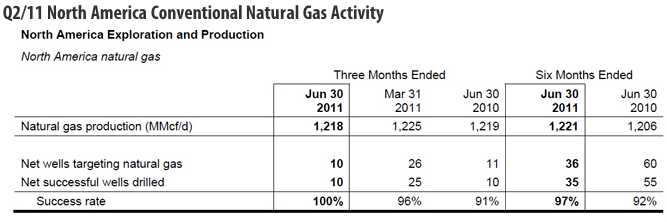 Q2/11 North America Conventional Natural Gas Activity
North America Exploration and Production
North America natural gas
Three Months Ended Six Months Ended
Jun 30 Mar 31 Jun 30 Jun 30 Jun 30
2011 2011 2010 2011 2010
Natural gas production (MMcf/d) 1,218 1,225 1,219 1,221 1,206
Net wells targeting natural gas 10 26 11 36 60
Net successful wells drilled 10 25 10 35 55
Success rate 100% 96% 91% 97% 92%